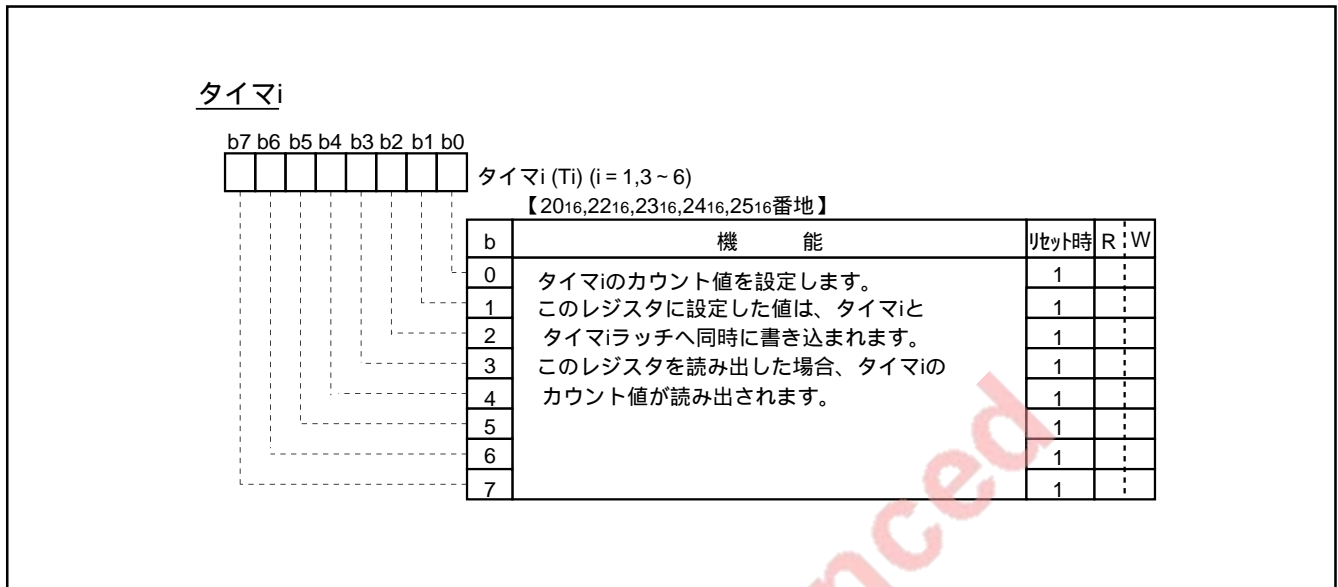 タイマi
b7 b6 b5 b4 b3 b2 b1 b0
タイマi (Ti) (i = 1,3 ~ 6)
【2016,2216,2316,2416,2516番地】
b 機 能 リセット時 R W
0 タイマiのカウント値を設定します。 1
1 このレジスタに設定した値は、タイマiと 1
2 タイマiラッチへ同時に書き込まれます。 1
3 このレジスタを読み出した場合、タイマiの 1
4 カウント値が読み出されます。 1
5 1
6 1
7 1